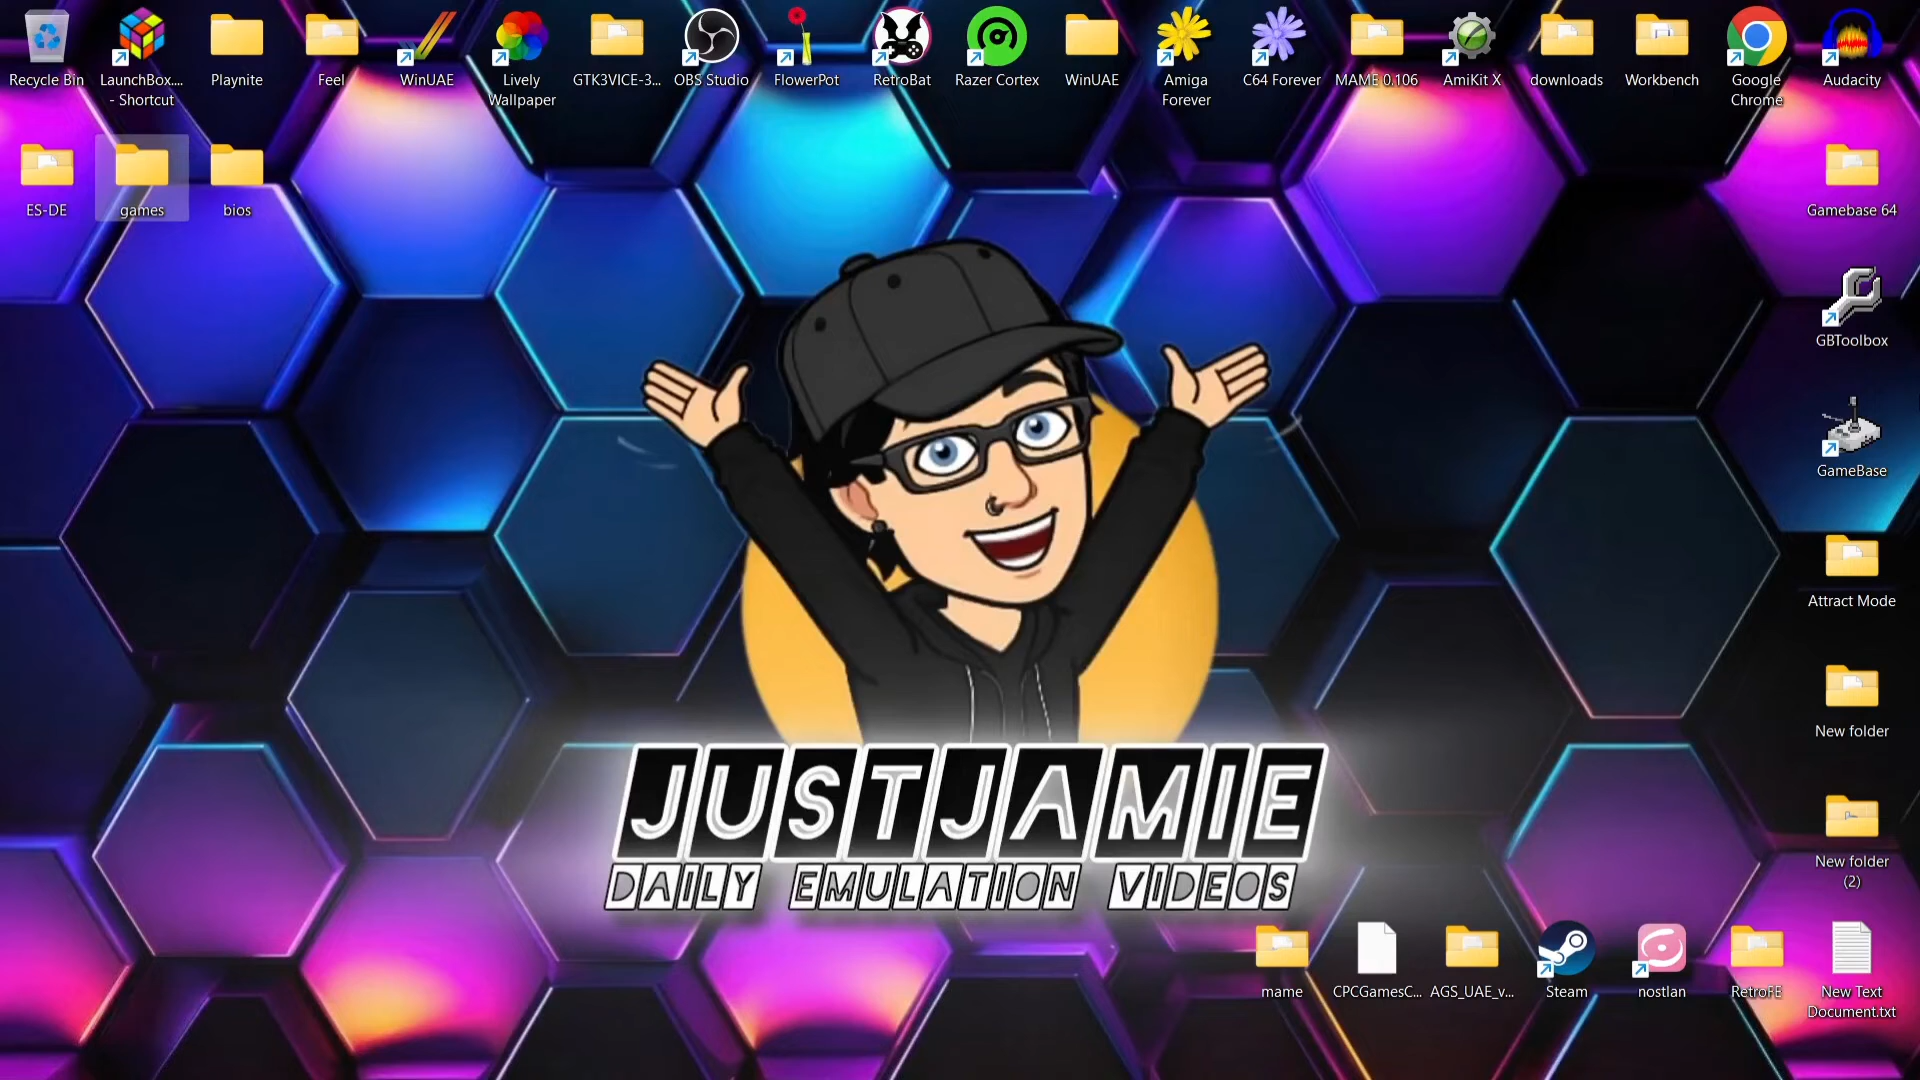 Recycle Bin
LaunchBox...
- Shortcut
Playnite
Feel
WinUAE
Lively
Wallpaper
GTK3VICE-3...
OBS Studio
FlowerPot
RetroBat
Razer Cortex
WinUAE
Amiga
Forever
C64 Forever
MAME 0.106
AmiKit X
downloads
Workbench
Google
Chrome
Audacity
ES-DE
games
bios
Gamebase 64
GBToolbox
GameBase
Attract Mode
New folder
New folder
(2)
JUSTJAMIE
DAILY EMULATION VIDEOS
mame
CPCGamesC...
AGS_UAE_v...
Steam
nostlan
RetroFE
New Text
Document.txt